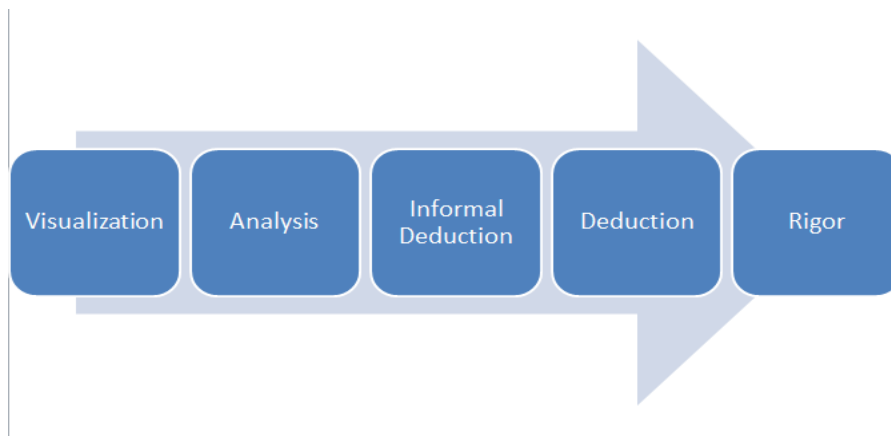 Visualization
Analysis
Informal
Deduction
Deduction
Rigor